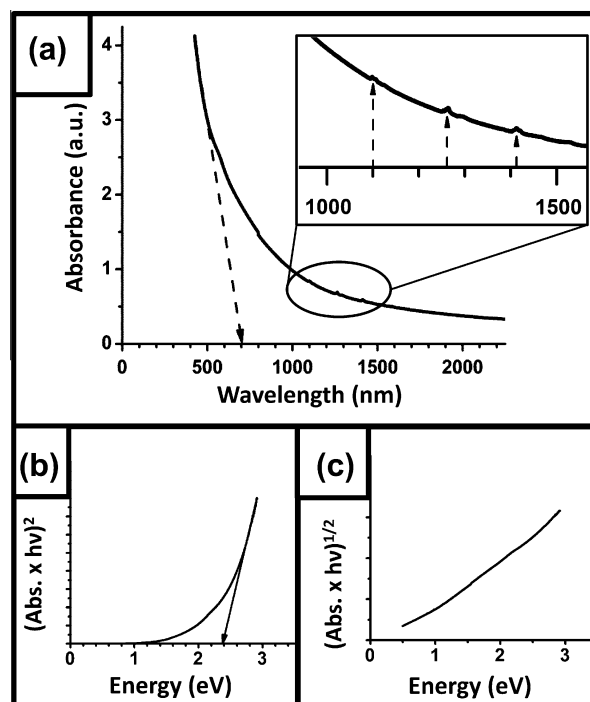 (a)
Absorbance (a.u.)
4
3
2
1
0
0 500 1000 1500 2000
Wavelength (nm)
1000 1500
(b)
(Abs. x hν)²
0 1 2 3
Energy (eV)
(c)
(Abs. x hν)¹/²
0 1 2 3
Energy (eV)